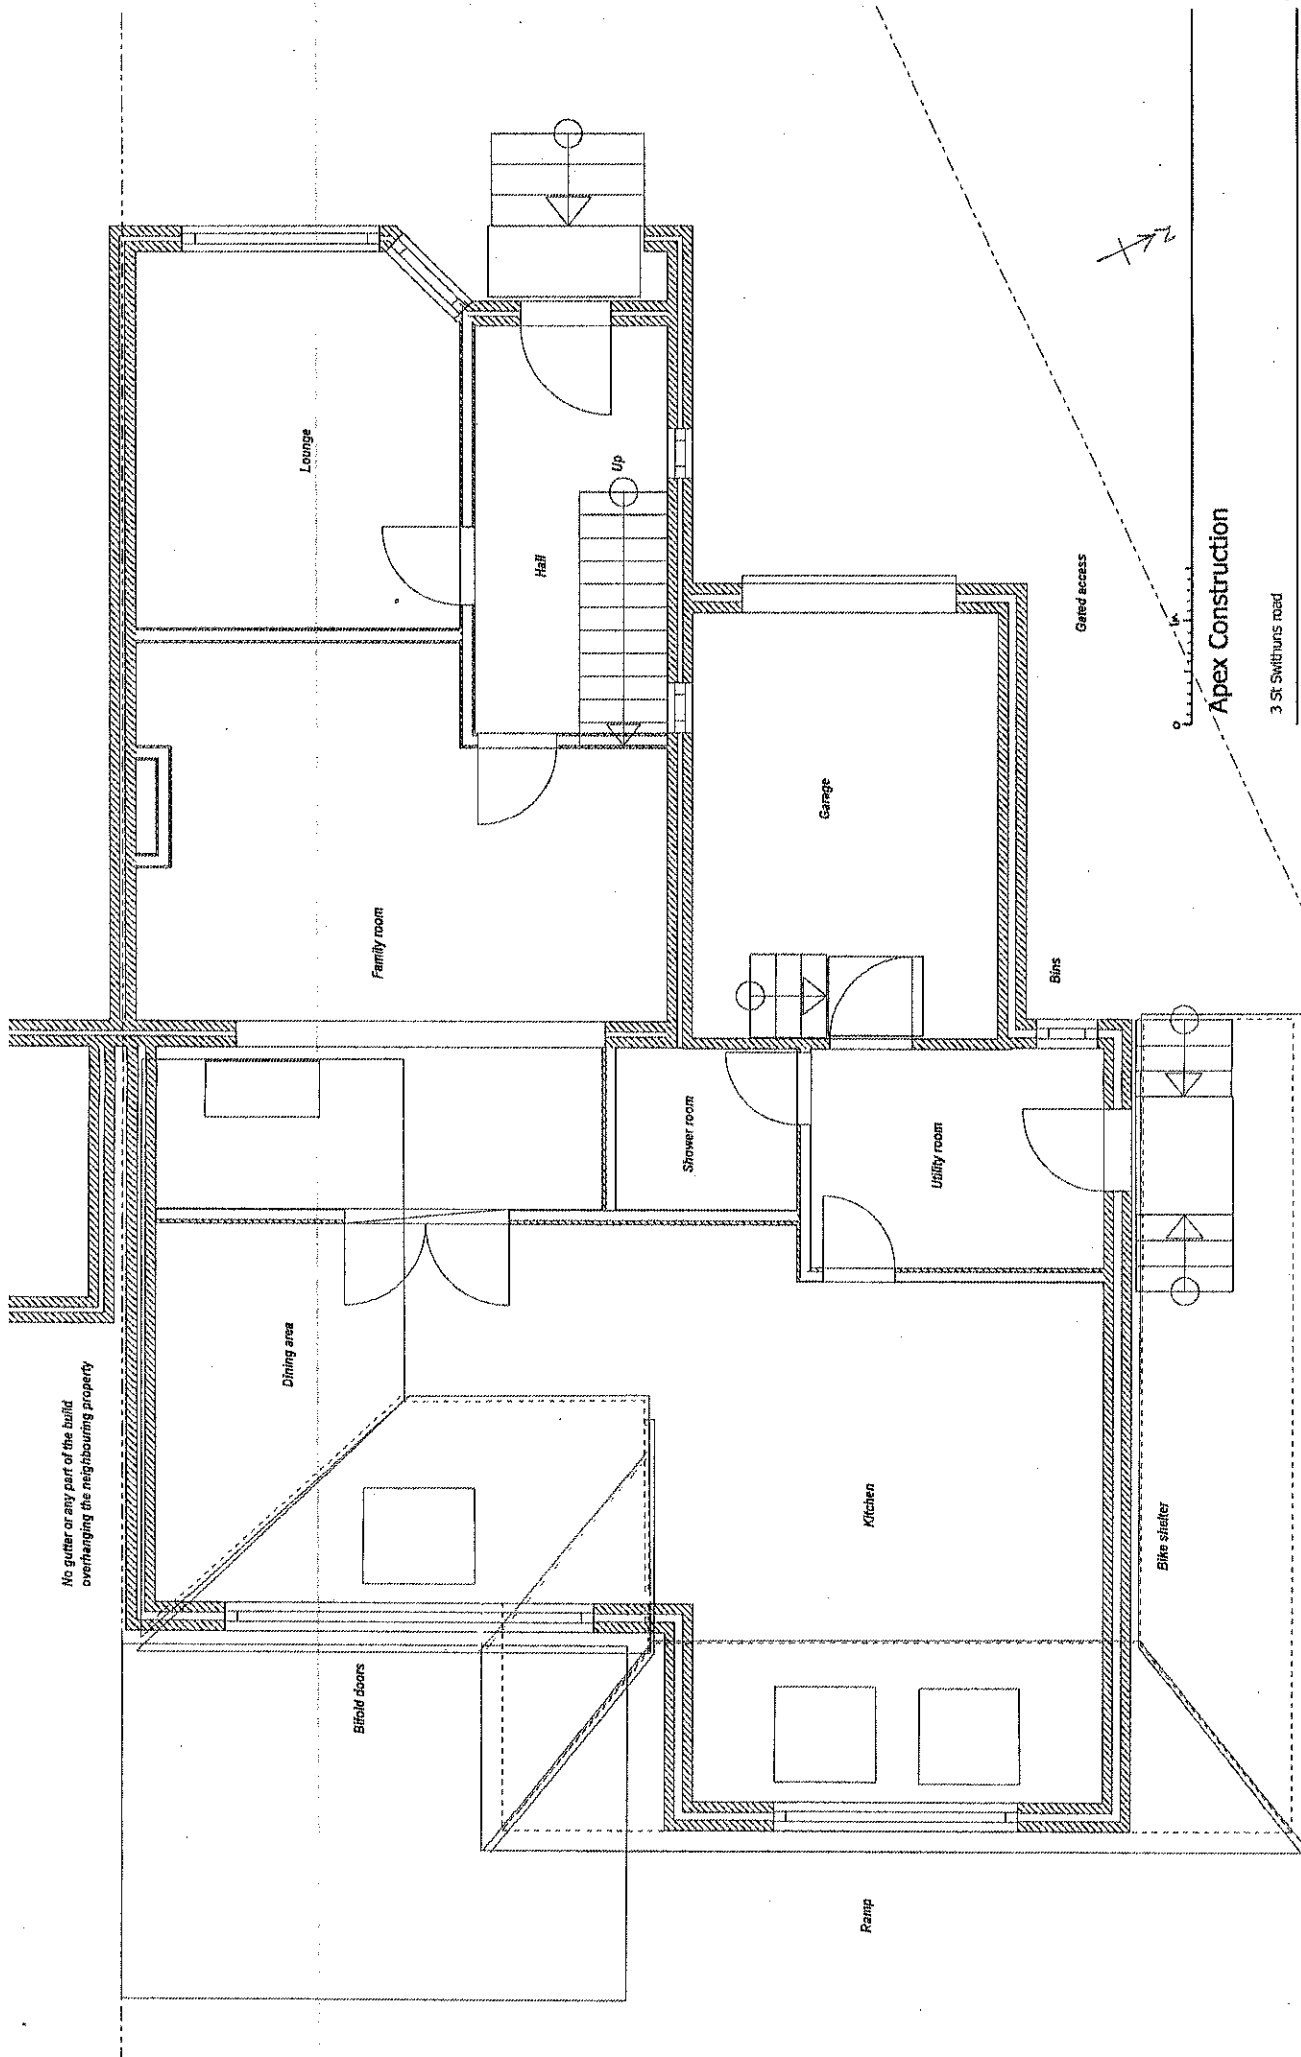 No gutter or any part of the build
overhanging the neighbouring property
Lounge
Up
Hall
Family room
Garage
Gated access
Bins
Shower room
Utility room
Dining area
Kitchen
Bike shelter
Bifold doors
Ramp
N
0
1m
Apex Construction
3 St Swithuns road